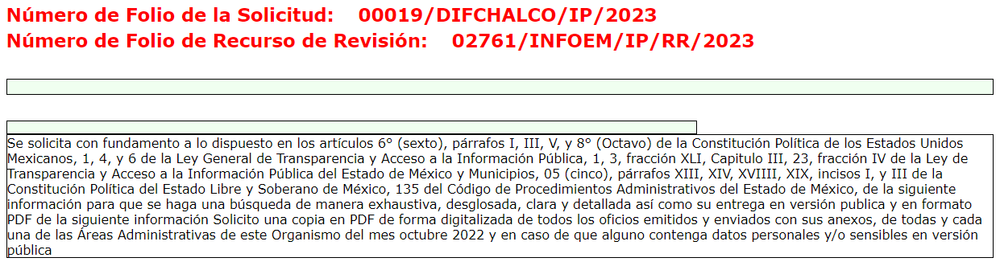 Número de Folio de la Solicitud: 00019/DIFCHALCO/IP/2023
Número de Folio de Recurso de Revisión: 02761/INFOEM/IP/RR/2023
Se solicita con fundamento a lo dispuesto en los artículos 6° (sexto), párrafos I, III, V, y 8° (Octavo) de la Constitución Política de los Estados Unidos
Mexicanos, 1, 4, y 6 de la Ley General de Transparencia y Acceso a la Información Pública, 1, 3, fracción XLI, Capitulo III, 23, fracción IV de la Ley de
Transparencia y Acceso a la Información Pública del Estado de México y Municipios, 05 (cinco), párrafos XIII, XIV, XVIIII, XIX, incisos I, y III de la
Constitución Política del Estado Libre y Soberano de México, 135 del Código de Procedimientos Administrativos del Estado de México, de la siguiente
información para que se haga una búsqueda de manera exhaustiva, desglosada, clara y detallada así como su entrega en versión publica y en formato
PDF de la siguiente información Solicito una copia en PDF de forma digitalizada de todos los oficios emitidos y enviados con sus anexos, de todas y cada
una de las Áreas Administrativas de este Organismo del mes octubre 2022 y en caso de que alguno contenga datos personales y/o sensibles en versión
pública